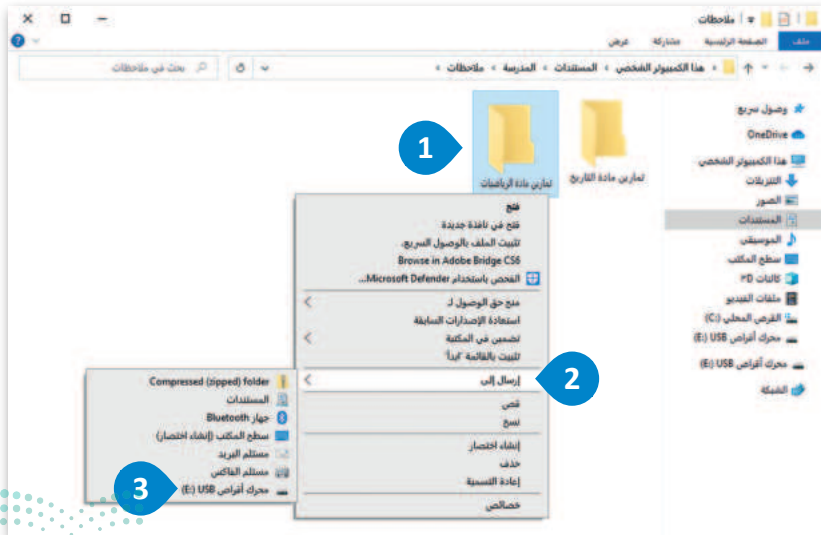 ملاحظات
ملف الصفحة الرئيسية مشاركة عرض
هذا الكمبيوتر الشخصي › المستندات › المدرسة › ملاحظات ›
بحث في ملاحظات
وصول سريع
OneDrive
هذا الكمبيوتر الشخصي
التنزيلات
الصور
المستندات
الموسيقى
سطح المكتب
كائنات 3D
ملفات الفيديو
القرص المحلي (C:)
محرك أقراص USB (E:)
محرك أقراص USB (E:)
الشبكة
تمارين مادة التاريخ
تمارين مادة الرياضيات
1
فتح
فتح في نافذة جديدة
تثبيت الملف بالوصول السريع.
Browse in Adobe Bridge CS6
الفحص باستخدام Microsoft Defender...
منح حق الوصول لـ
استعادة الإصدارات السابقة
تضمين في المكتبة
تثبيت بالقائمة "ابدأ"
إرسال إلى
2
قص
نسخ
إنشاء اختصار
حذف
إعادة التسمية
خصائص
Compressed (zipped) folder
المستندات
جهاز Bluetooth
سطح المكتب (إنشاء اختصار)
مستلم البريد
مستلم الفاكس
محرك أقراص USB (E:)
3